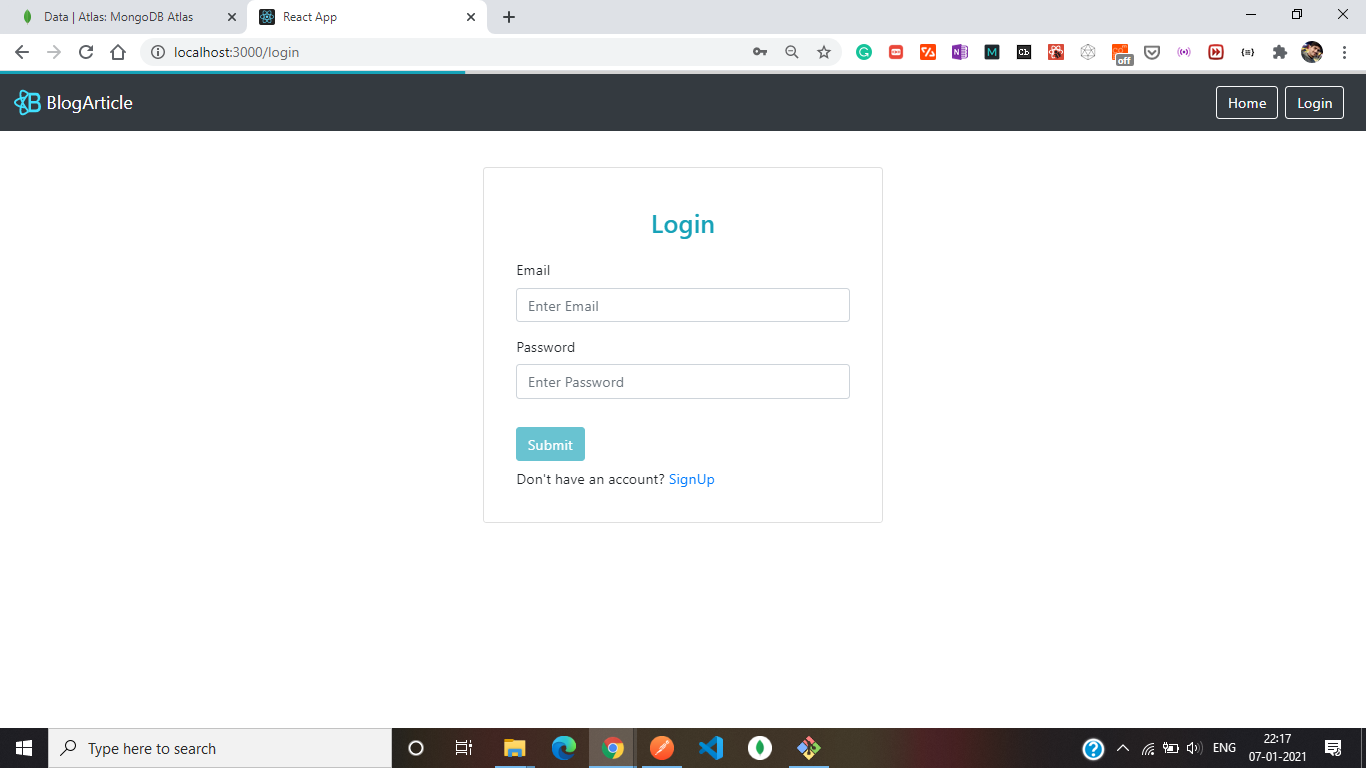 Data | Atlas: MongoDB Atlas
React App
localhost:3000/login
off
BlogArticle
Home
Login
Login
Email
Enter Email
Password
Enter Password
Submit
Don't have an account? SignUp
Type here to search
ENG
22:17
07-01-2021